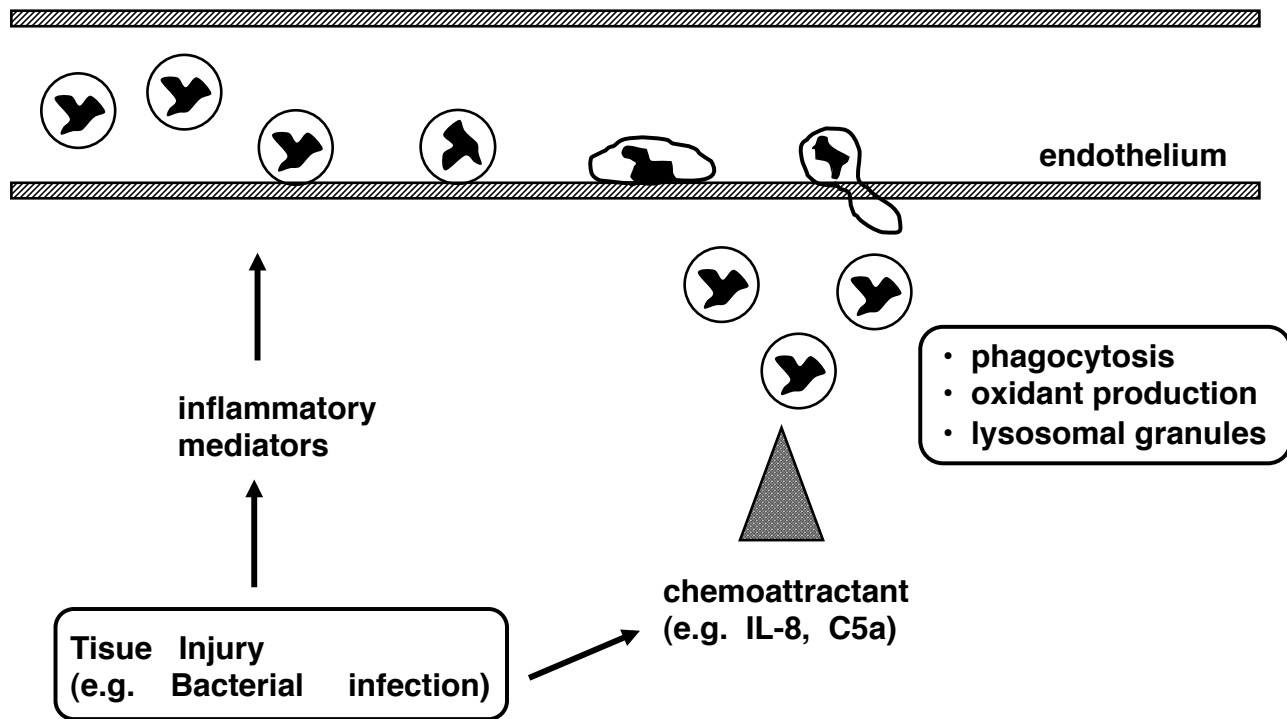 endothelium
・ phagocytosis
・ oxidant production
・ lysosomal granules
inflammatory
mediators
chemoattractant
(e.g. IL-8, C5a)
Tisue Injury
(e.g. Bacterial infection)